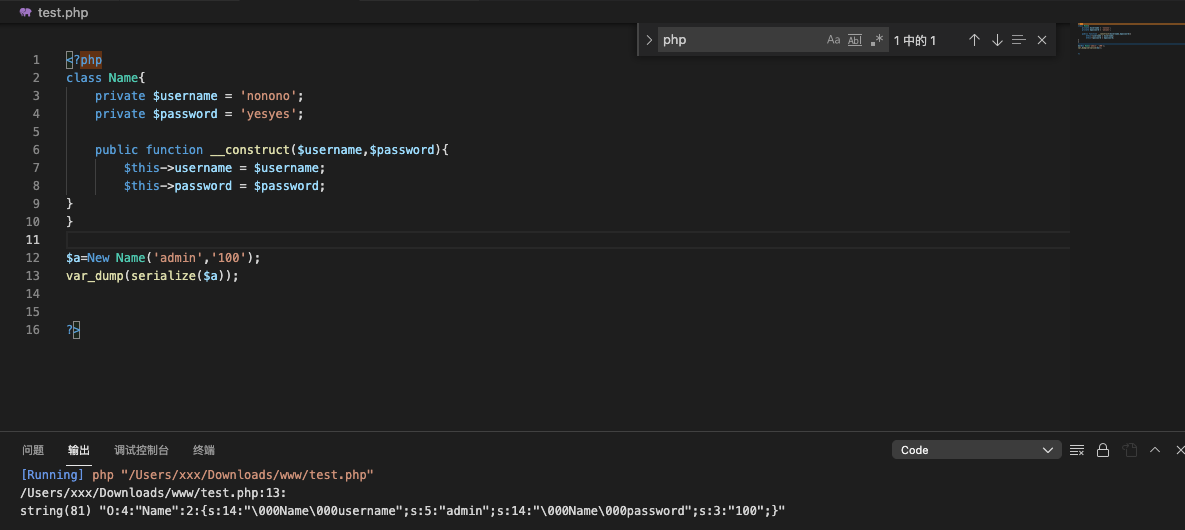 test.php
php
Aa
Abl
.*
1 中的 1
1 <?php
2 class Name{
3     private $username = 'nonono';
4     private $password = 'yesyes';
5
6     public function __construct($username,$password){
7         $this->username = $username;
8         $this->password = $password;
9 }
10 }
11
12 $a=New Name('admin','100');
13 var_dump(serialize($a));
14
15
16 ?>
问题 输出 调试控制台 终端
Code
[Running] php "/Users/xxx/Downloads/www/test.php"
/Users/xxx/Downloads/www/test.php:13:
string(81) "O:4:"Name":2:{s:14:"\000Name\000username";s:5:"admin";s:14:"\000Name\000password";s:3:"100";}"